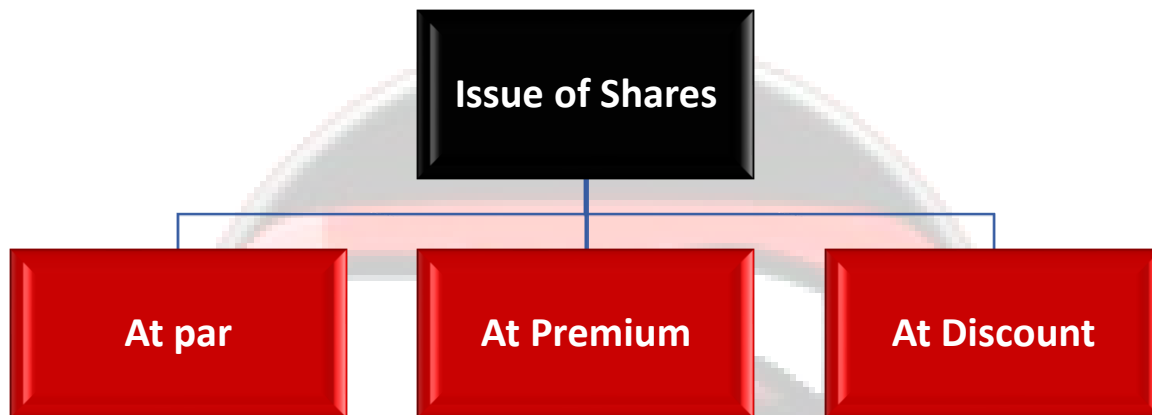 Issue of Shares
At par
At Premium
At Discount